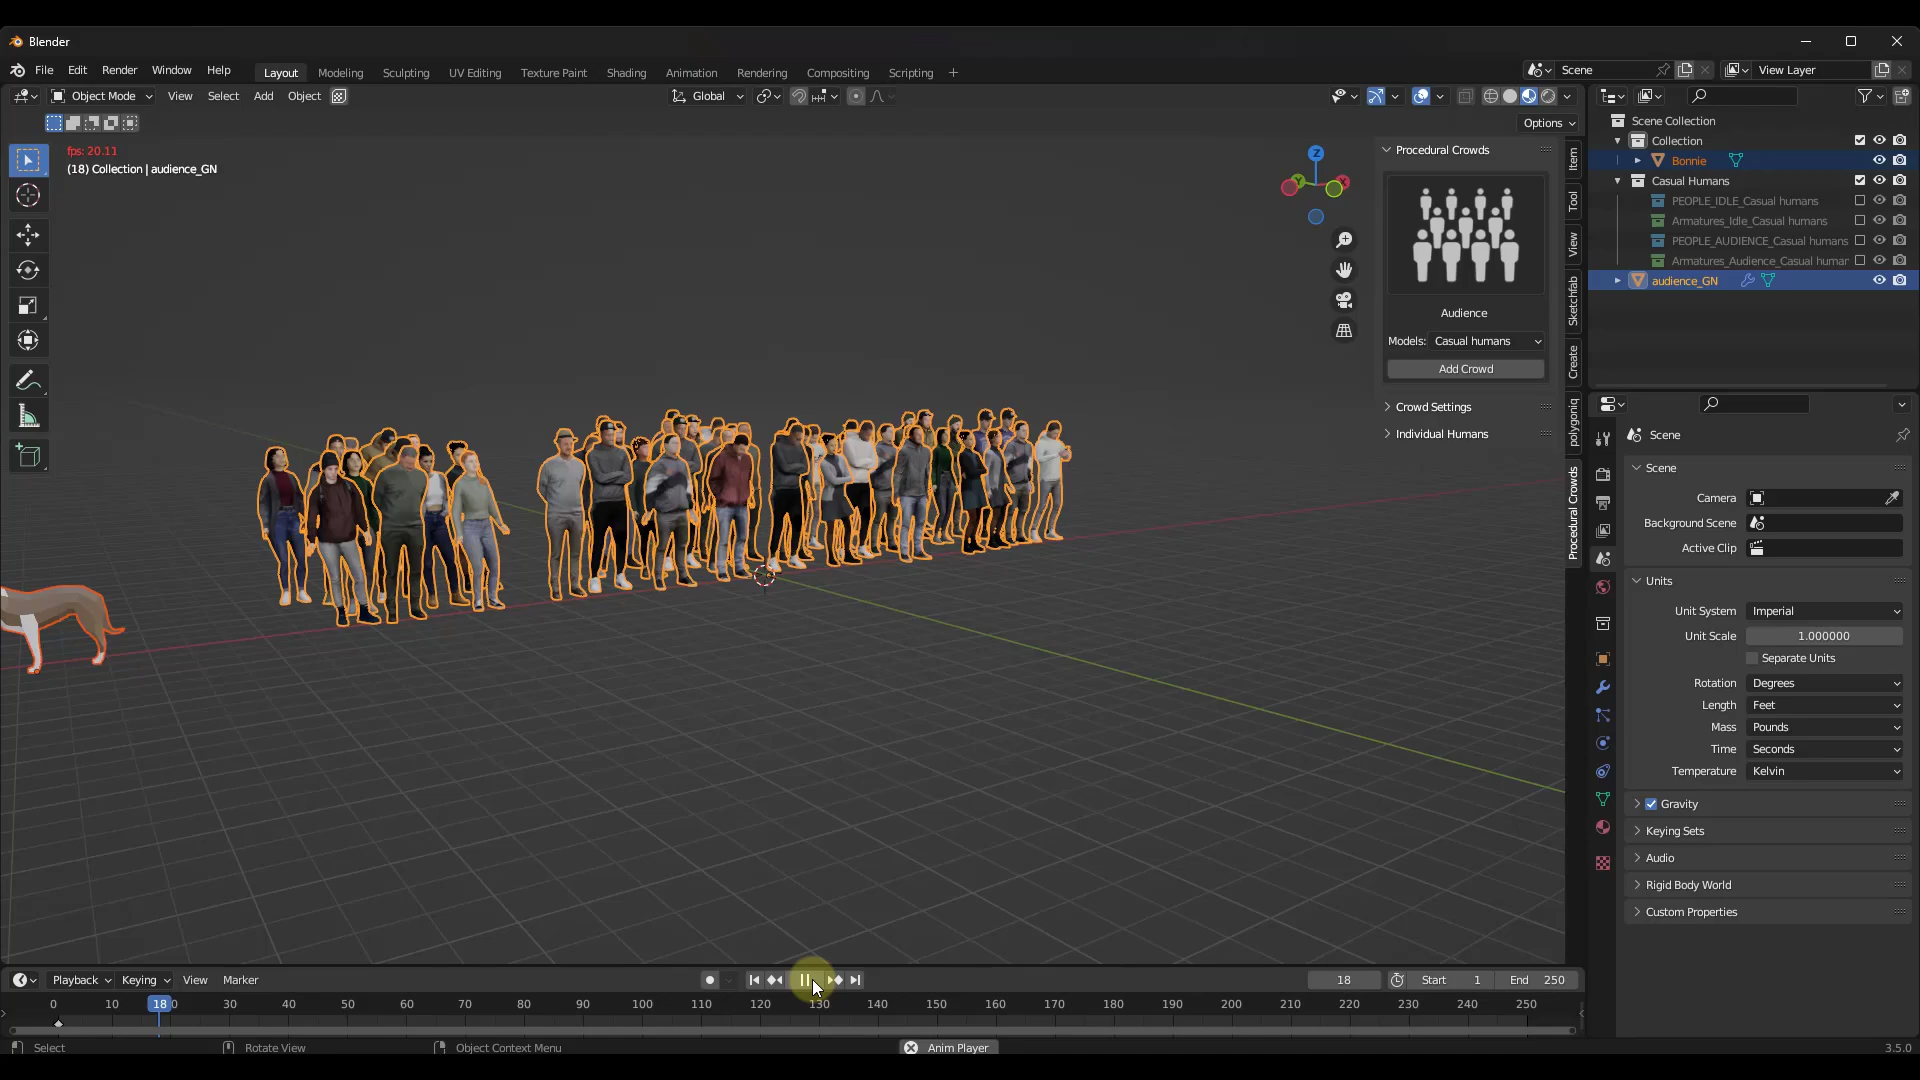 Blender
File Edit Render Window Help
Layout Modeling Sculpting UV Editing Texture Paint Shading Animation Rendering Compositing Scripting +
Scene
View Layer
Object Mode View Select Add Object
Global
Options
fps: 20.11
(18) Collection | audience_GN
Z
Y
X
Procedural Crowds
Audience
Models: Casual humans
Add Crowd
Crowd Settings
Individual Humans
Item
Tool
View
Sketchfab
Create
polygoniq
Procedural Crowds
Scene Collection
Collection
Bonnie
Casual Humans
PEOPLE_IDLE_Casual humans
Armatures_Idle_Casual humans
PEOPLE_AUDIENCE_Casual humans
Armatures_Audience_Casual humar
audience_GN
Scene
Scene
Camera
Background Scene
Active Clip
Units
Unit System Imperial
Unit Scale 1.000000
Separate Units
Rotation Degrees
Length Feet
Mass Pounds
Time Seconds
Temperature Kelvin
Gravity
Keying Sets
Audio
Rigid Body World
Custom Properties
Playback Keying View Marker
18 Start 1 End 250
0 10 18 0 30 40 50 60 70 80 90 100 110 120 130 140 150 160 170 180 190 200 210 220 230 240 250
Select Rotate View Object Context Menu Anim Player 3.5.0